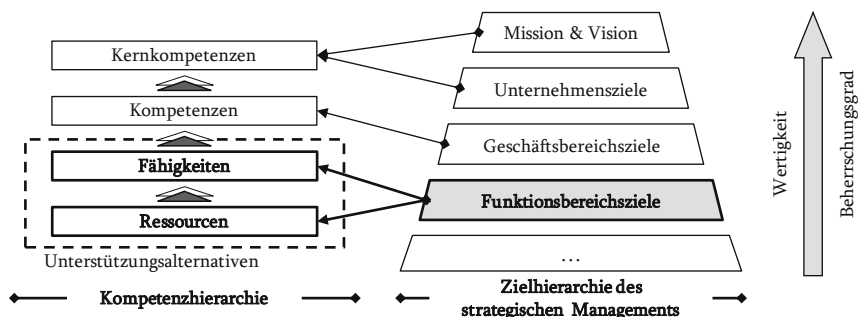 Kernkompetenzen
Kompetenzen
Fähigkeiten
Ressourcen
Unterstützungsalternativen
Kompetenzhierarchie
Mission & Vision
Unternehmensziele
Geschäftsbereichsziele
Funktionsbereichsziele
...
Zielhierarchie des
strategischen Managements
Wertigkeit
Beherrschungsgrad